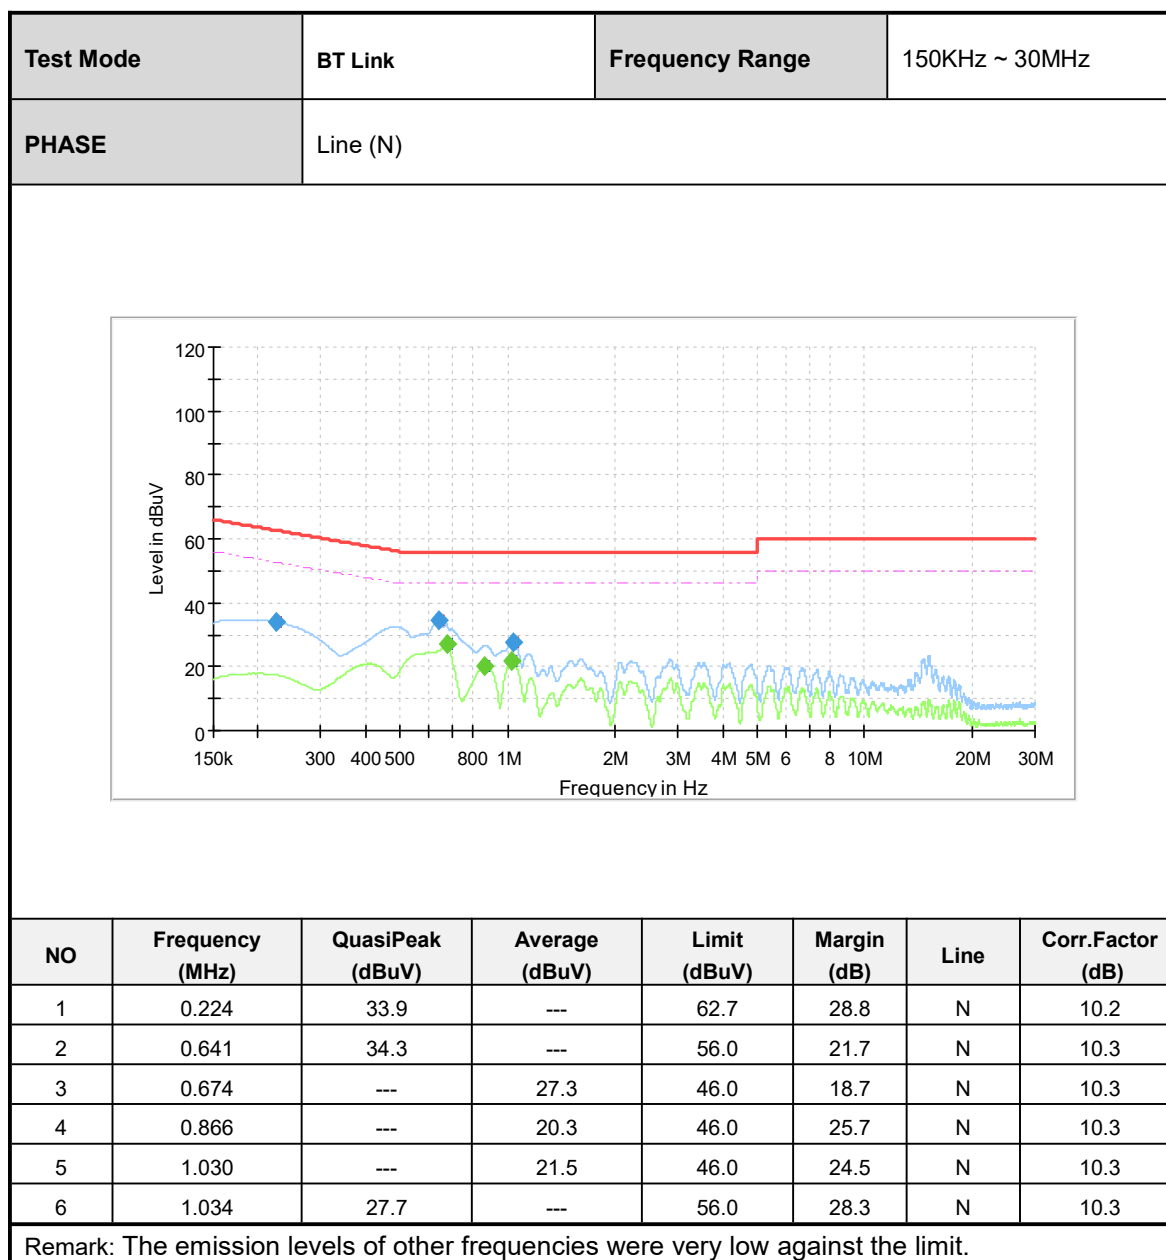 Test Mode BT Link Frequency Range 150KHz ~ 30MHz
PHASE Line (N)
120
100
80
60
40
20
0
Level in dBuV
150k 300 400 500 800 1M 2M 3M 4M 5M 6 8 10M 20M 30M
Frequency in Hz
NO Frequency (MHz) QuasiPeak (dBuV) Average (dBuV) Limit (dBuV) Margin (dB) Line Corr.Factor (dB)
1 0.224 33.9 --- 62.7 28.8 N 10.2
2 0.641 34.3 --- 56.0 21.7 N 10.3
3 0.674 --- 27.3 46.0 18.7 N 10.3
4 0.866 --- 20.3 46.0 25.7 N 10.3
5 1.030 --- 21.5 46.0 24.5 N 10.3
6 1.034 27.7 --- 56.0 28.3 N 10.3
Remark: The emission levels of other frequencies were very low against the limit.